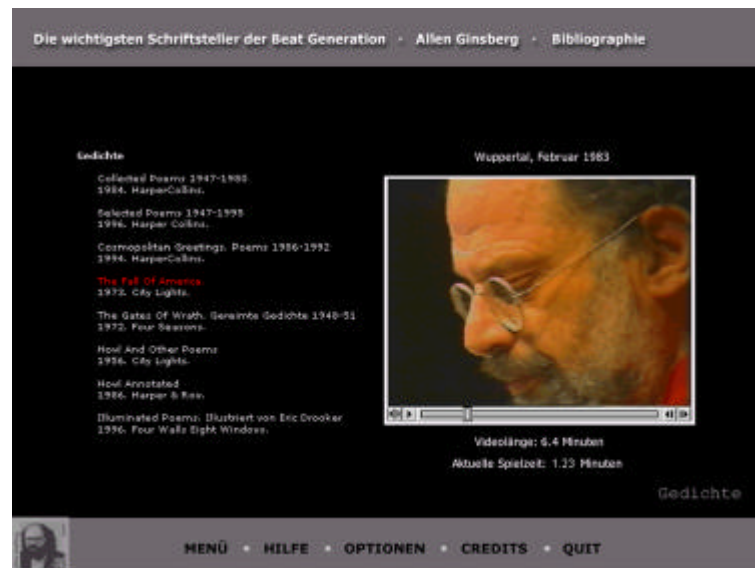 Die wichtigsten Schriftsteller der Beat Generation - Allen Ginsberg - Bibliographie
Gedichte
Collected Poems 1947-1980.
1984. HarperCollins.
Selected Poems 1947-1995
1996. Harper Collins.
Cosmopolitan Greetings. Poems 1986-1992
1994. HarperCollins.
The Fall Of America.
1973. City Lights.
The Gates Of Wrath. Gereimte Gedichte 1948-51
1972. Four Seasons.
Howl And Other Poems
1956. City Lights.
Howl Annotated
1986. Harper & Row.
Illuminated Poems. Illustriert von Eric Drooker
1996. Four Walls Eight Windows.
Wuppertal, Februar 1983
Videolänge: 6.4 Minuten
Aktuelle Spielzeit: 1.23 Minuten
Gedichte
MENÜ • HILFE • OPTIONEN • CREDITS • QUIT